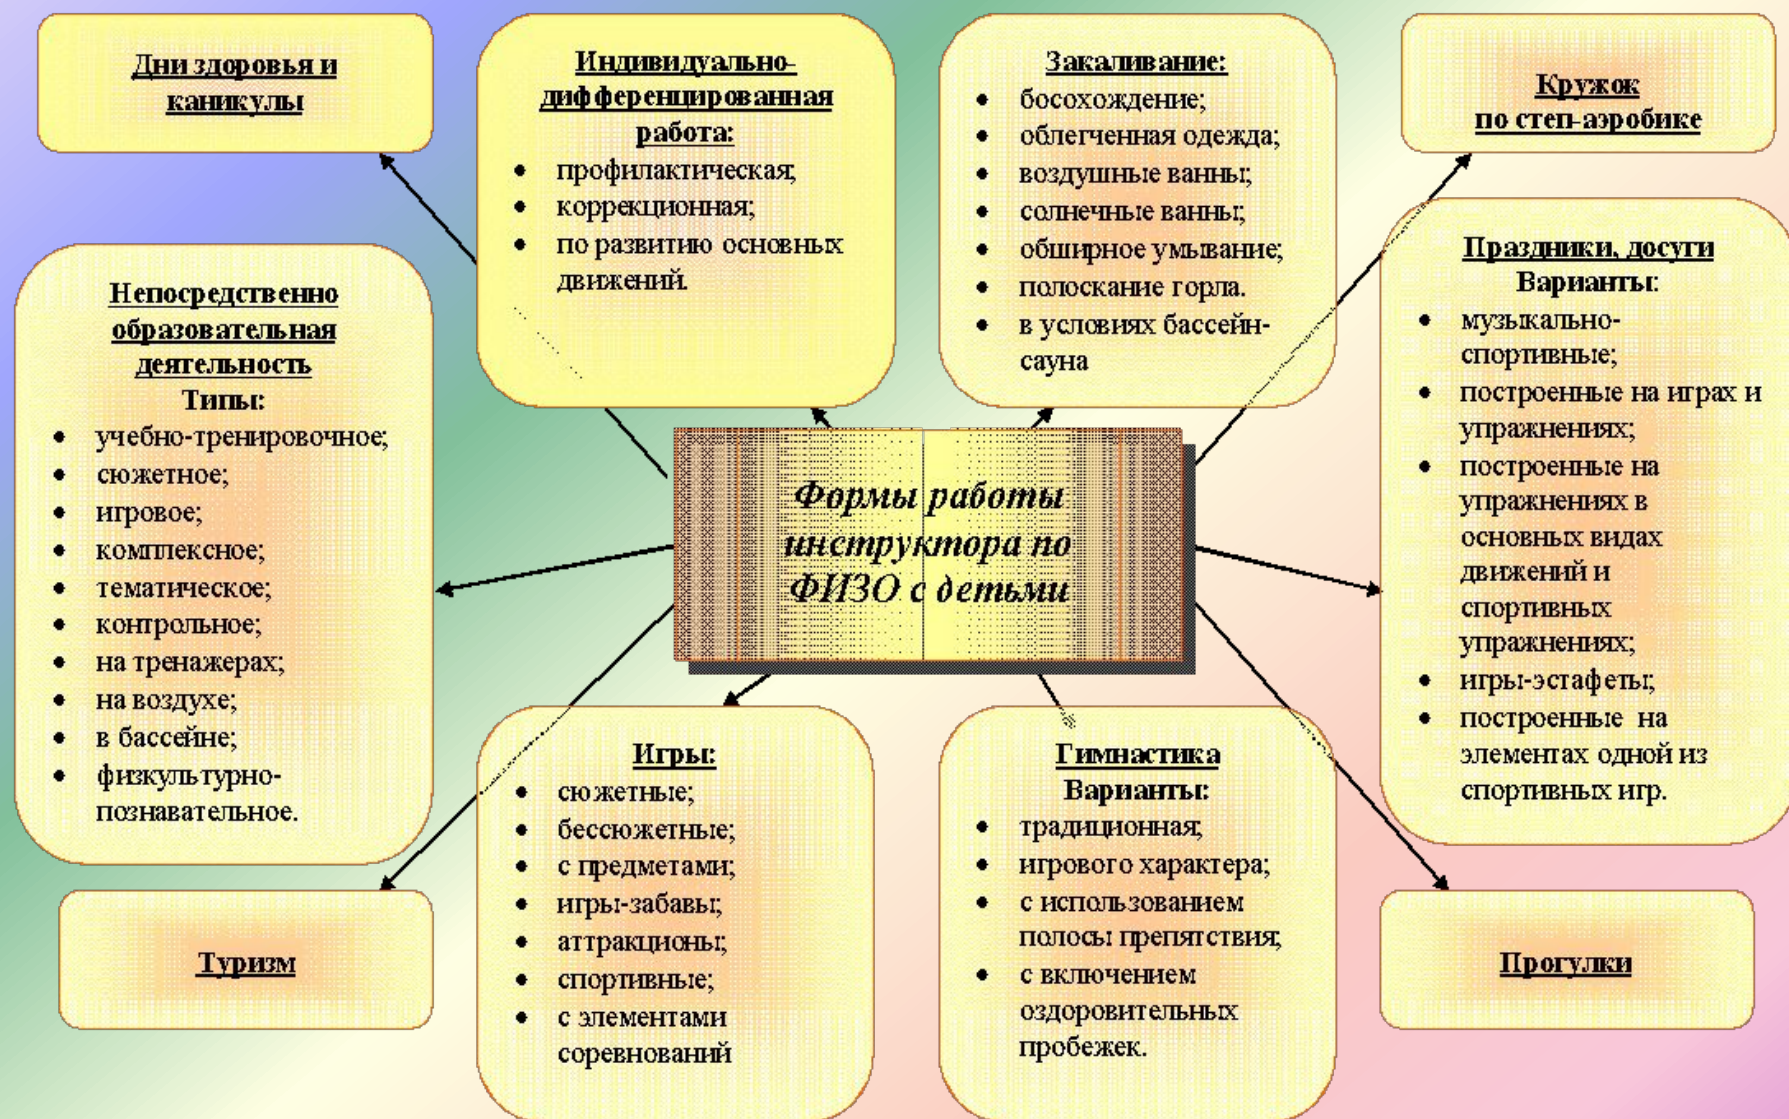 Дни здоровья и
каникулы
Индивидуально-
дифференцированная
работа:
• профилактическая;
• коррекционная;
• по развитию основных
движений.
Закаливание:
• босохождение;
• облегченная одежда;
• воздушные ванны;
• солнечные ванны;
• обширное умывание;
• полоскание горла.
• в условиях бассейн-
сауна
Кружок
по степ-аэробике
Непосредственно
образовательная
деятельность
Типы:
• учебно-тренировочное;
• сюжетное;
• игровое;
• комплексное;
• тематическое;
• контрольное;
• на тренажерах;
• на воздухе;
• в бассейне;
• физкультурно-
познавательное.
Формы работы
инструктора по
ФИЗО с детьми
Праздники, досуги
Варианты:
• музыкально-
спортивные;
• построенные на играх и
упражнениях;
• построенные на
упражнениях в
основных видах
движений и
спортивных
упражнениях;
• игры-эстафеты;
• построенные на
элементах одной из
спортивных игр.
Туризм
Игры:
• сюжетные;
• бессюжетные;
• с предметами;
• игры-забавы;
• аттракционы;
• спортивные;
• с элементами
соревнований
Гимнастика
Варианты:
• традиционная;
• игрового характера;
• с использованием
полосы препятствия;
• с включением
оздоровительных
пробежек.
Прогулки